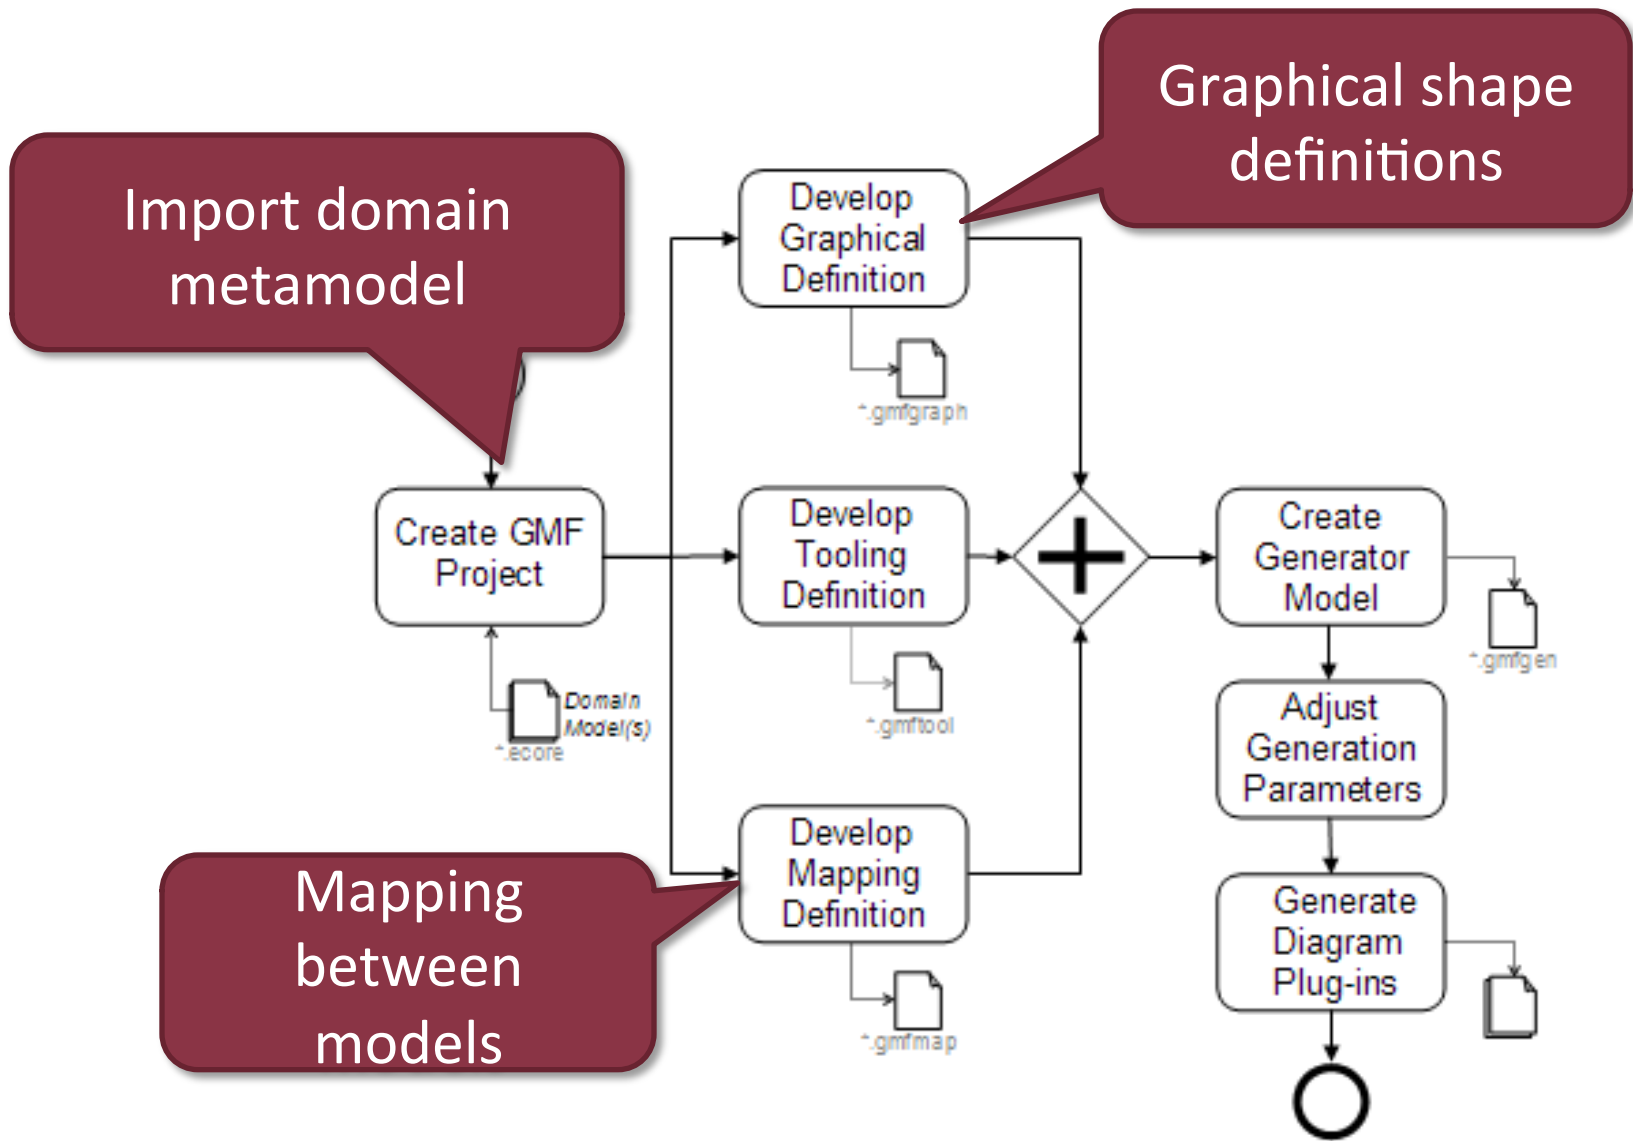 Graphical shape
definitions
Import domain
metamodel
Develop
Graphical
Definition
*.gmfgraph
Create GMF
Project
Domain
Model(s)
*.ecore
Develop
Tooling
Definition
*.gmftool
Create
Generator
Model
*.gmfgen
Adjust
Generation
Parameters
Mapping
between
models
Develop
Mapping
Definition
*.gmfmap
Generate
Diagram
Plug-ins